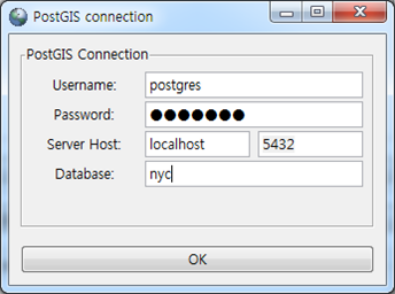 PostGIS connection
PostGIS Connection
Username: postgres
Password: ●●●●●●●
Server Host: localhost 5432
Database: nyc
OK